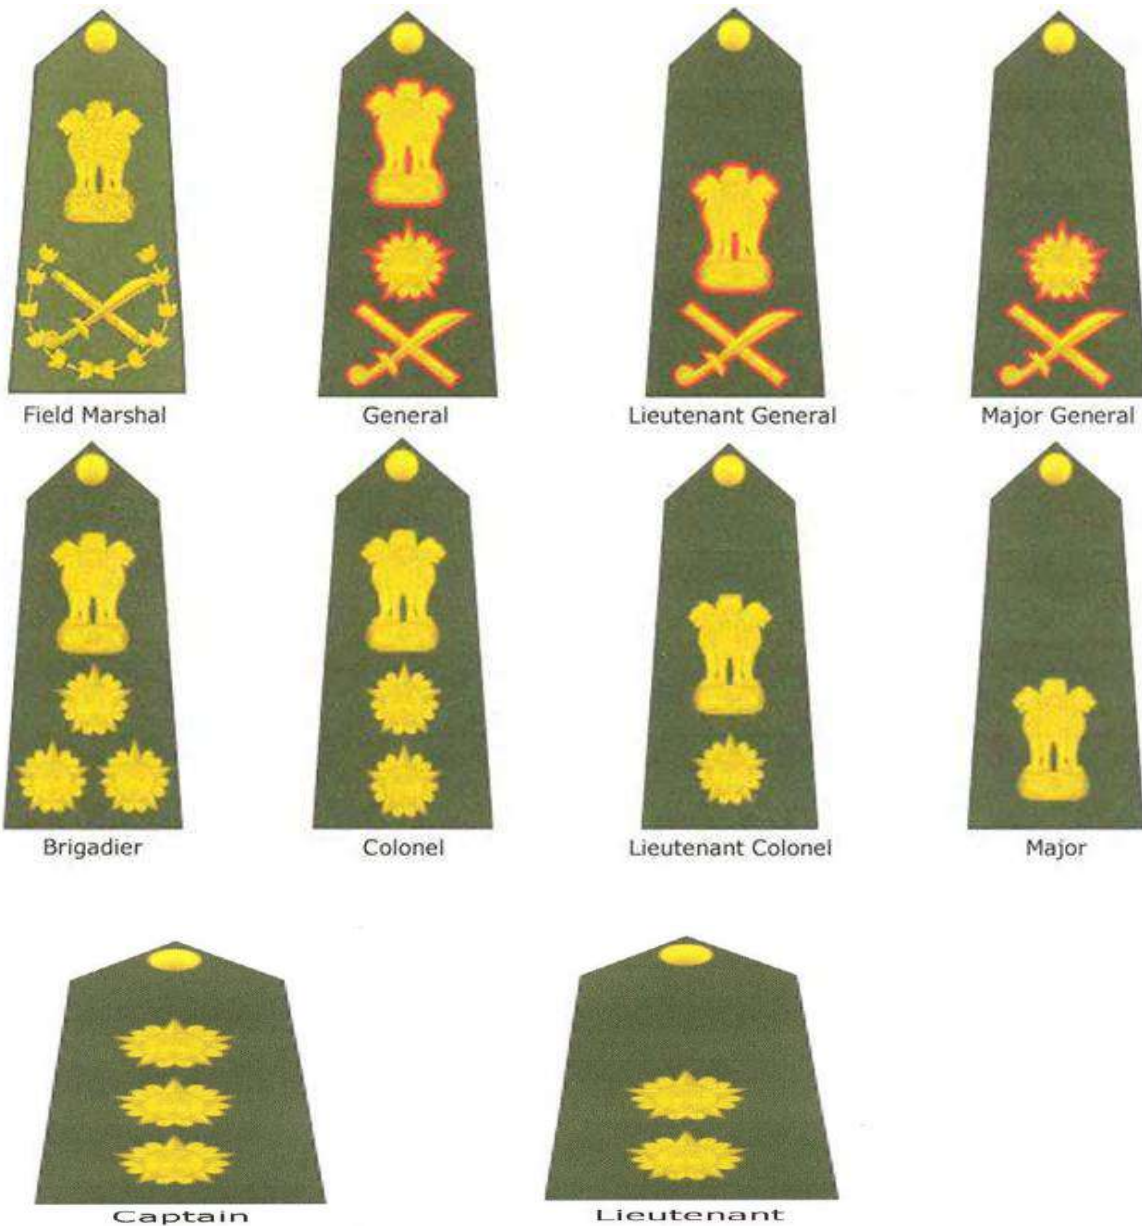 Field Marshal
General
Lieutenant General
Major General
Brigadier
Colonel
Lieutenant Colonel
Major
Captain
Lieutenant